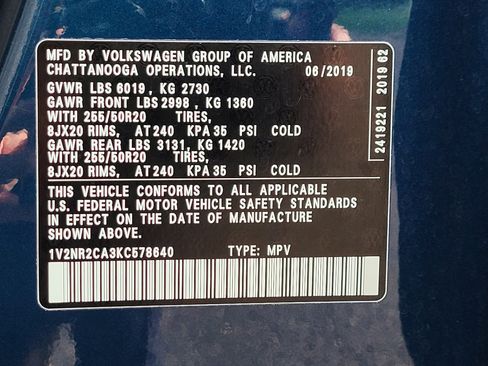 MFD BY VOLKSWAGEN GROUP OF AMERICA
CHATTANOOGA OPERATIONS, LLC. 06/2019
GVWR LBS 6019, KG 2730
GAWR FRONT LBS 2998, KG 1360
WITH 255/50R20 TIRES,
8JX20 RIMS, AT 240 KPA 35 PSI COLD
GAWR REAR LBS 3131, KG 1420
WITH 255/50R20 TIRES,
8JX20 RIMS, AT 240 KPA 35 PSI COLD
THIS VEHICLE CONFORMS TO ALL APPLICABLE
U.S. FEDERAL MOTOR VEHICLE SAFETY STANDARDS
IN EFFECT ON THE DATE OF MANUFACTURE
SHOWN ABOVE.
1V2NR2CA3KC578640 TYPE: MPV
2419221 2019 62